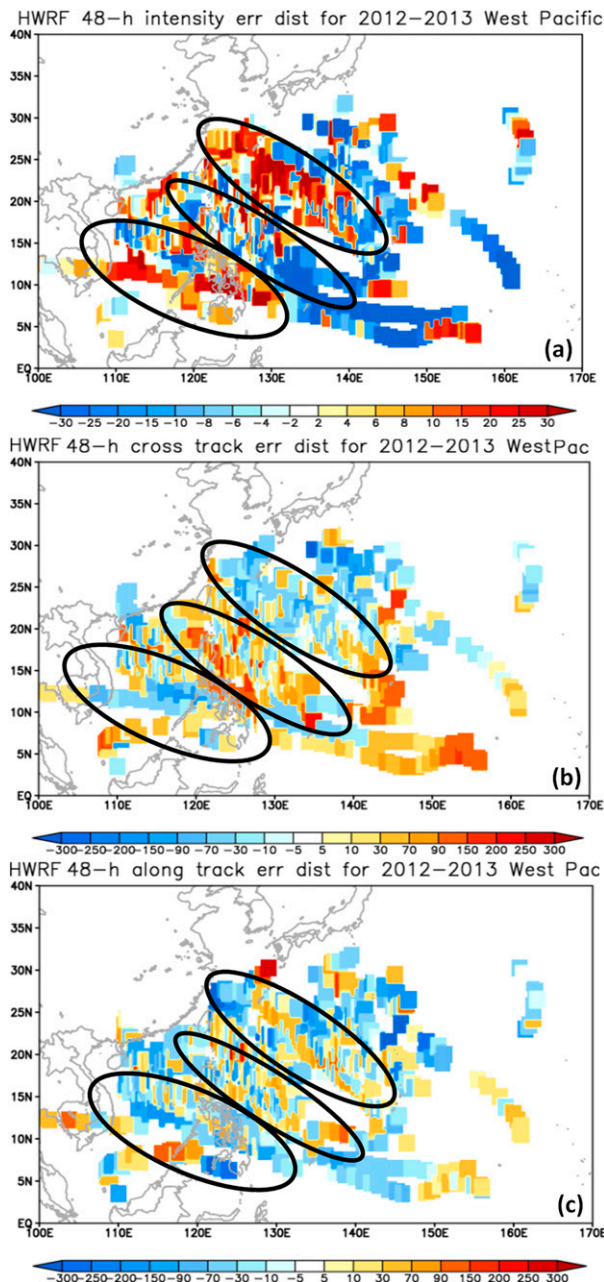 HWRF 48-h intensity err dist for 2012-2013 West Pacific
40N
35N
30N
25N
20N
15N
10N
5N
EQ
(a)
100E 110E 120E 130E 140E 150E 160E 170E
-30 -25 -20 -15 -10 -8 -6 -4 -2 2 4 6 8 10 15 20 25 30
HWRF 48-h cross track err dist for 2012-2013 WestPac
40N
35N
30N
25N
20N
15N
10N
5N
EQ
(b)
100E 110E 120E 130E 140E 150E 160E 170E
-300-250-200-150-90 -70 -30 -10 -5 5 10 30 70 90 150 200 250 300
HWRF 48-h along track err dist for 2012-2013 West Pac
40N
35N
30N
25N
20N
15N
10N
5N
EQ
(c)
100E 110E 120E 130E 140E 150E 160E 170E
-300-250-200-150-90 -70 -30 -10 -5 5 10 30 70 90 150 200 250 300